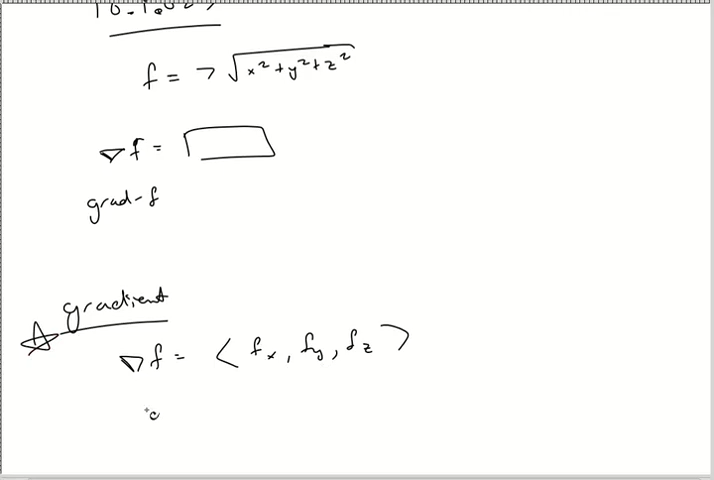 f = 7 √x²+y²+z²
∇f =
grad-f
gradient
∇f = < fx, fy, fz >